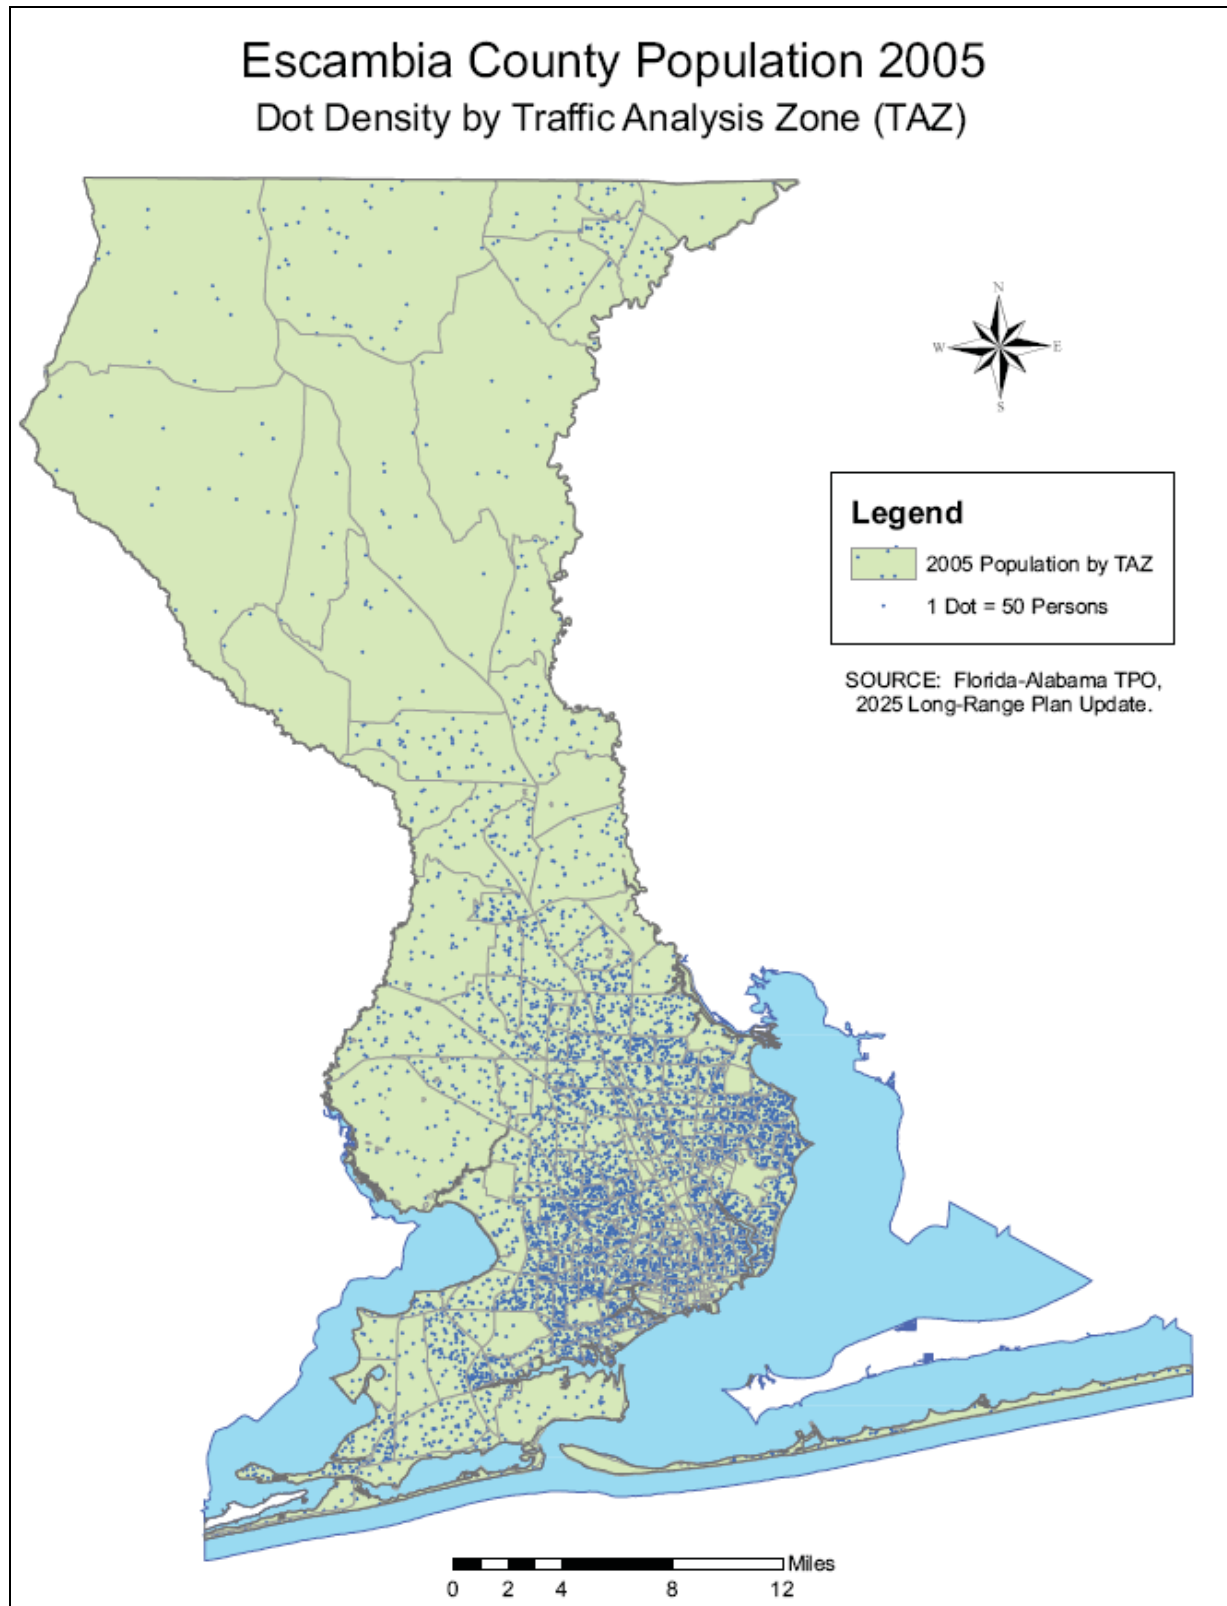 Escambia County Population 2005
Dot Density by Traffic Analysis Zone (TAZ)
N
W
E
S
Legend
2005 Population by TAZ
1 Dot = 50 Persons
SOURCE: Florida-Alabama TPO,
2025 Long-Range Plan Update.
Miles
0 2 4 8 12